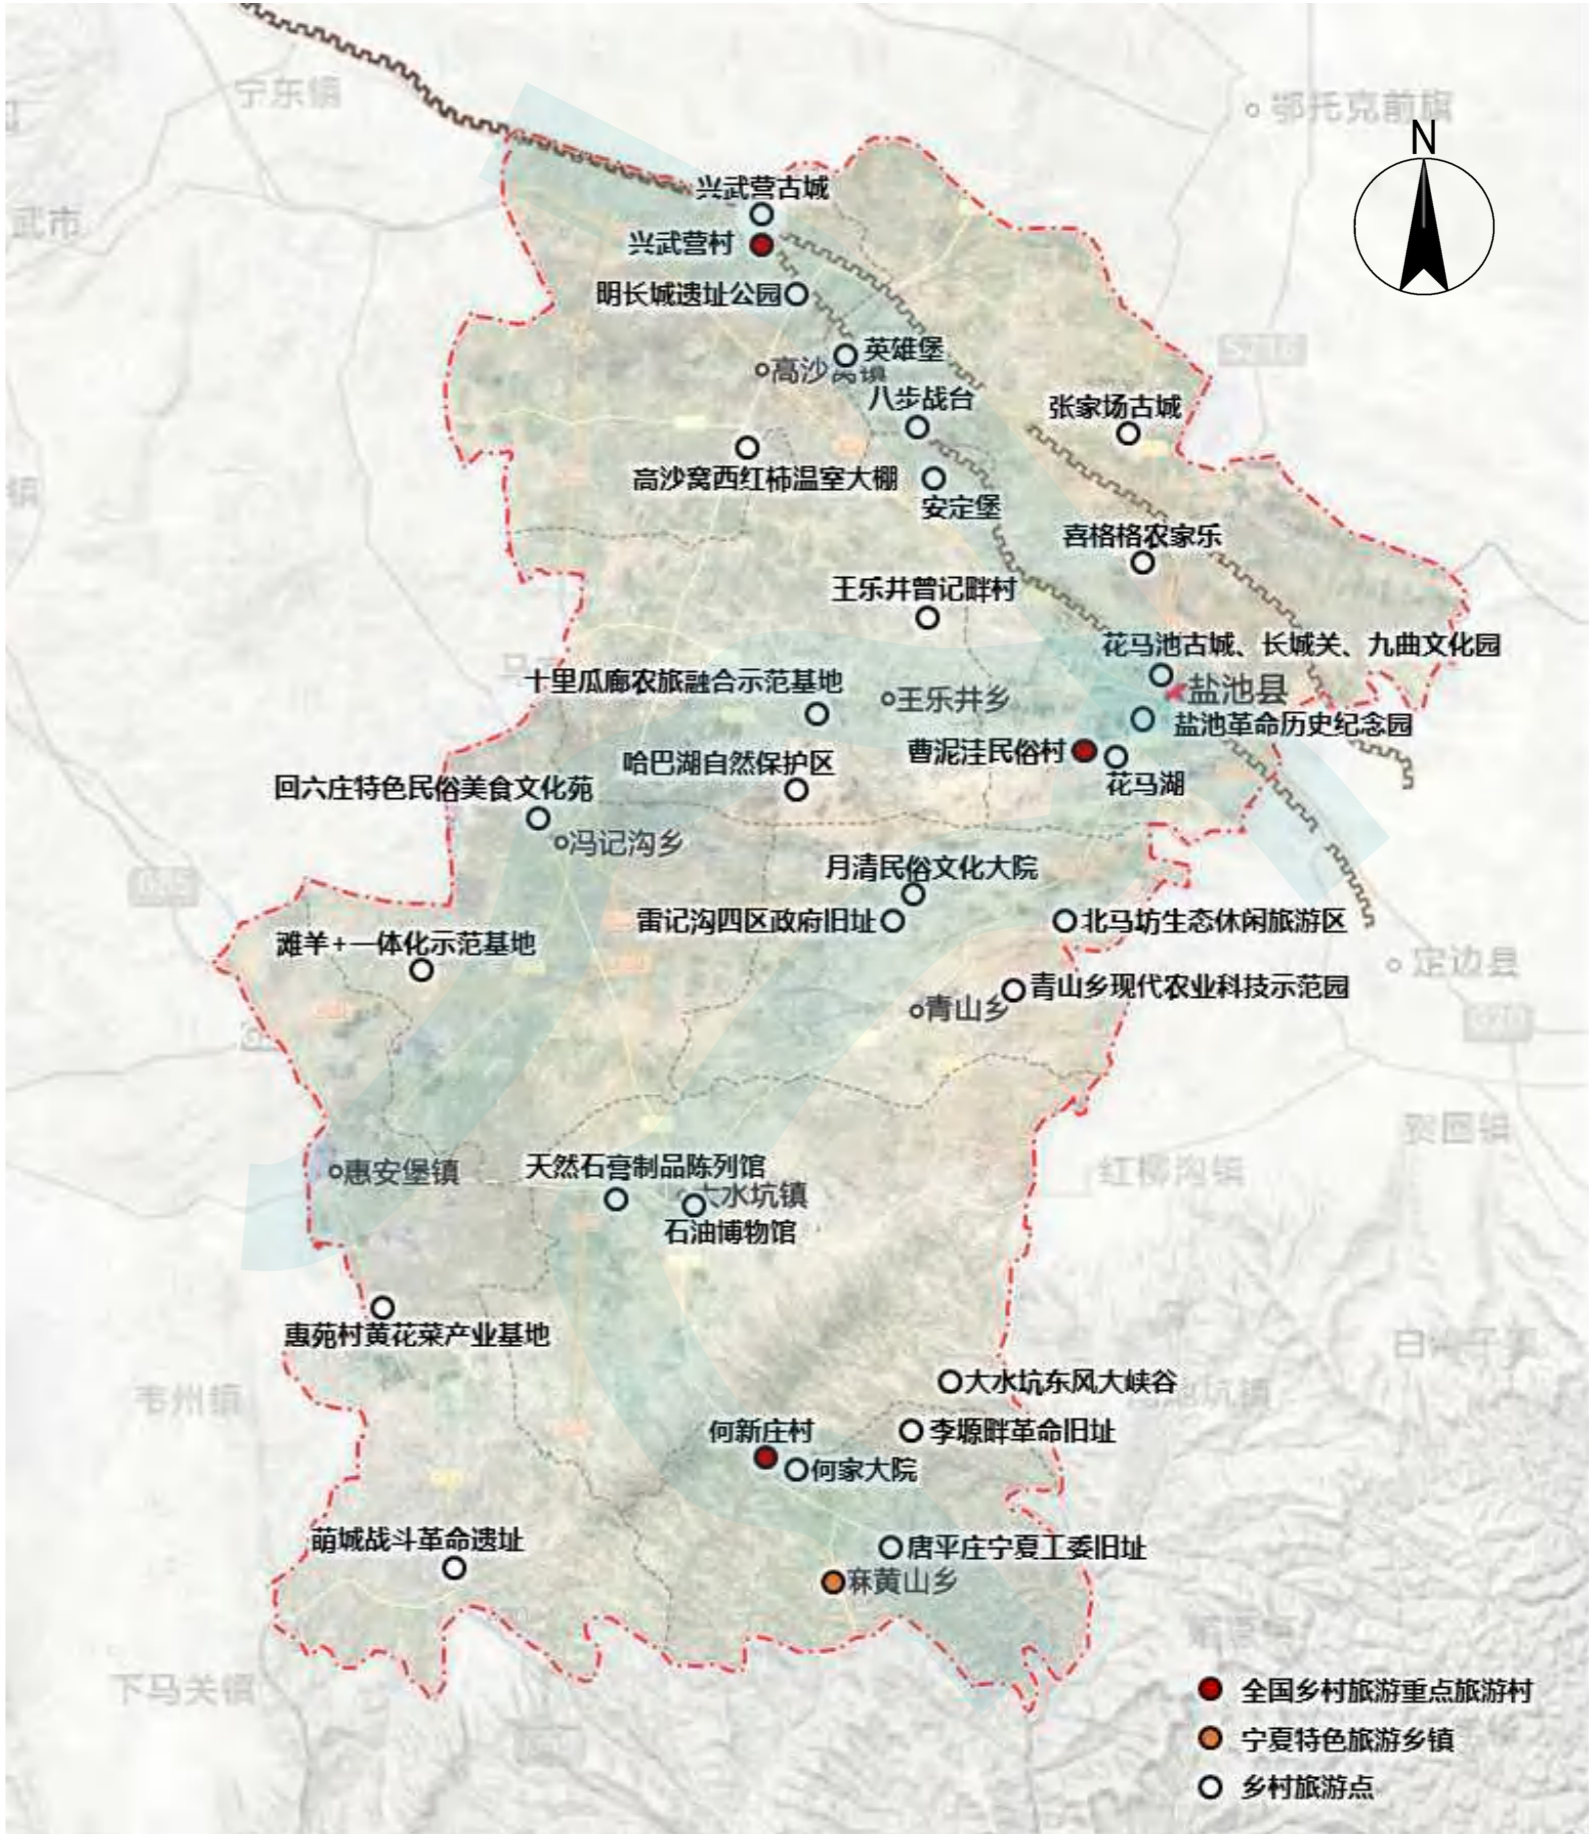 宁东镇
鄂托克前旗
N
武市
兴武营古城
兴武营村
明长城遗址公园
英雄堡
高沙窝镇
八步战台
张家场古城
高沙窝西红柿温室大棚
安定堡
镇
喜格格农家乐
王乐井曾记畔村
花马池古城、长城关、九曲文化园
十里瓜廊农旅融合示范基地
王乐井乡
盐池县
盐池革命历史纪念园
曹泥洼民俗村
哈巴湖自然保护区
花马湖
回六庄特色民俗美食文化苑
冯记沟乡
月清民俗文化大院
雷记沟四区政府旧址
北马坊生态休闲旅游区
滩羊+一体化示范基地
定边县
青山乡现代农业科技示范园
青山乡
贺圈镇
惠安堡镇
天然石膏制品陈列馆
红柳沟镇
大水坑镇
石油博物馆
惠苑村黄花菜产业基地
大水坑东风大峡谷
韦州镇
何新庄村
李塬畔革命旧址
何家大院
萌城战斗革命遗址
唐平庄宁夏工委旧址
麻黄山乡
下马关镇
全国乡村旅游重点旅游村
宁夏特色旅游乡镇
乡村旅游点